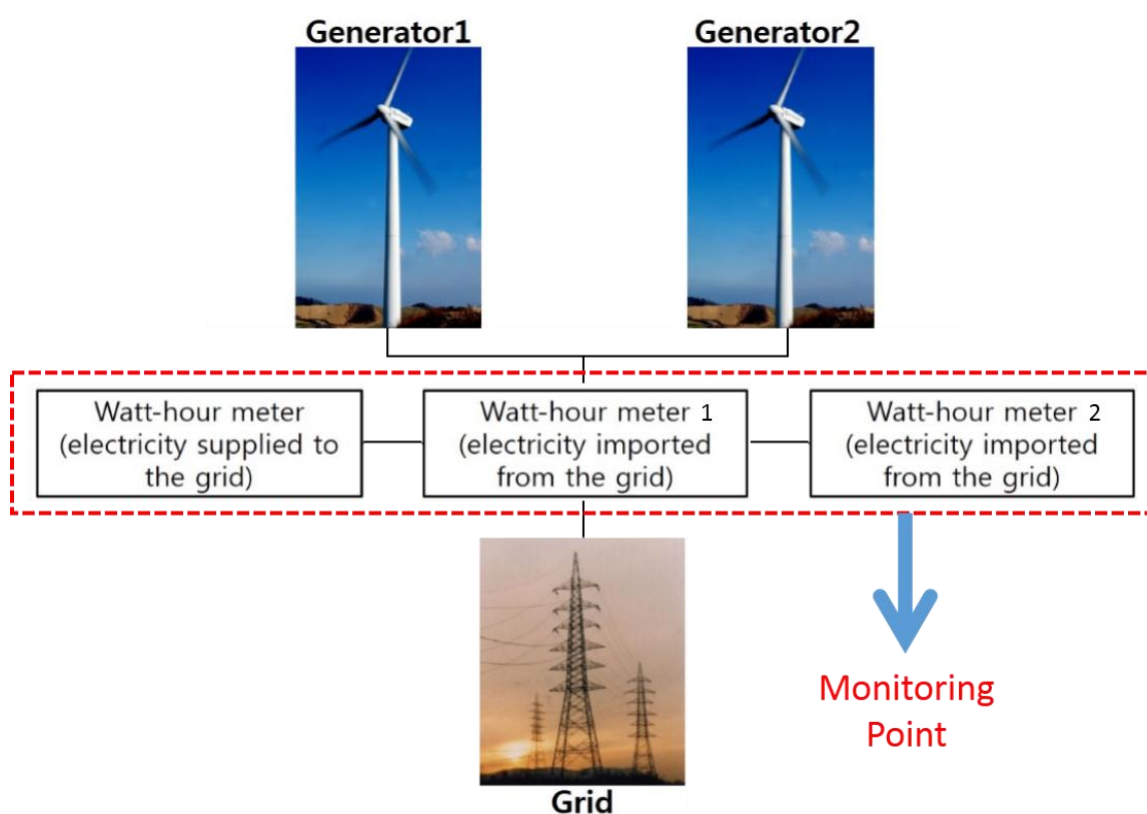 Generator1
Generator2
Watt-hour meter
(electricity supplied to
the grid)
Watt-hour meter 1
(electricity imported
from the grid)
Watt-hour meter 2
(electricity imported
from the grid)
Monitoring
Point
Grid